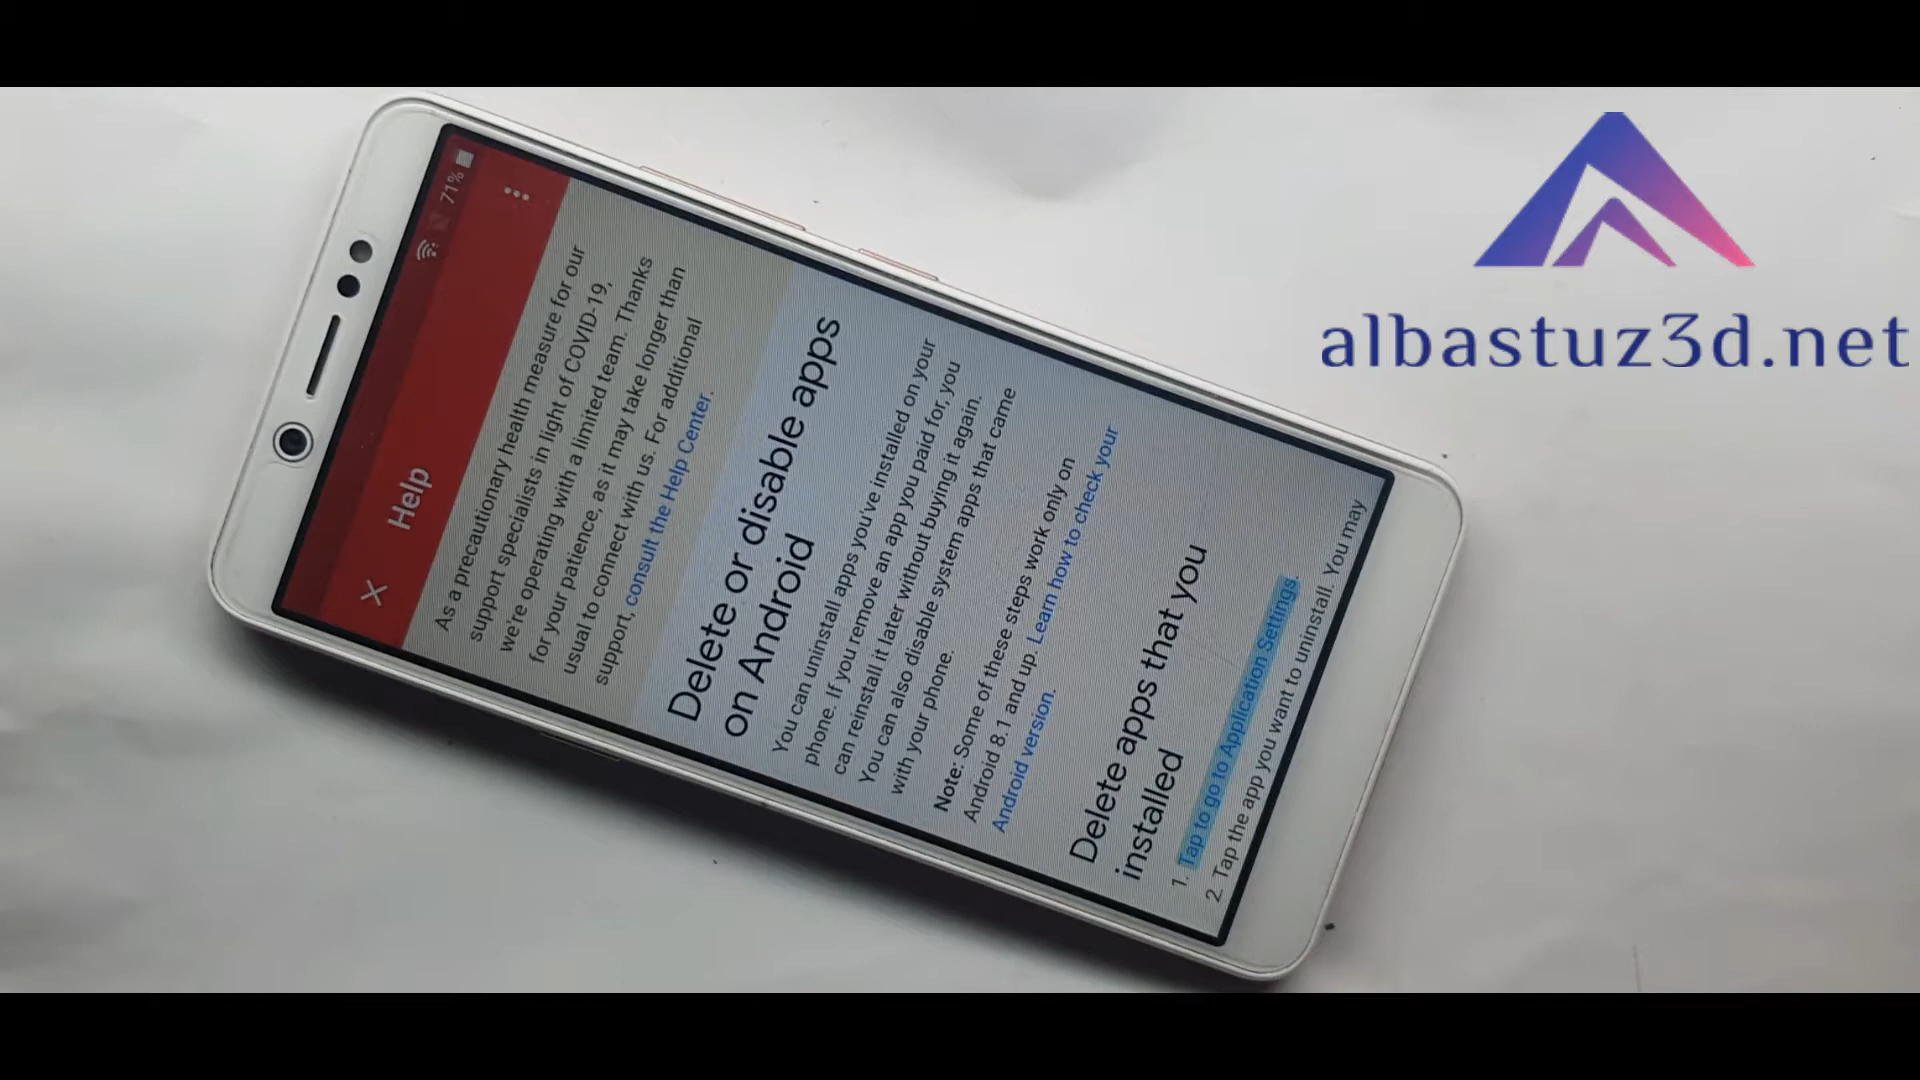 71%
Help
As a precautionary health measure for our
support specialists in light of COVID-19,
we're operating with a limited team. Thanks
for your patience, as it may take longer than
usual to connect with us. For additional
support, consult the Help Center.
Delete or disable apps
on Android
You can uninstall apps you've installed on your
phone. If you remove an app you paid for, you
can reinstall it later without buying it again.
You can also disable system apps that came
with your phone.
Note: Some of these steps work only on
Android 8.1 and up. Learn how to check your
Android version.
Delete apps that you
installed
1. Tap to go to Application Settings.
2. Tap the app you want to uninstall. You may
albastuz3d.net